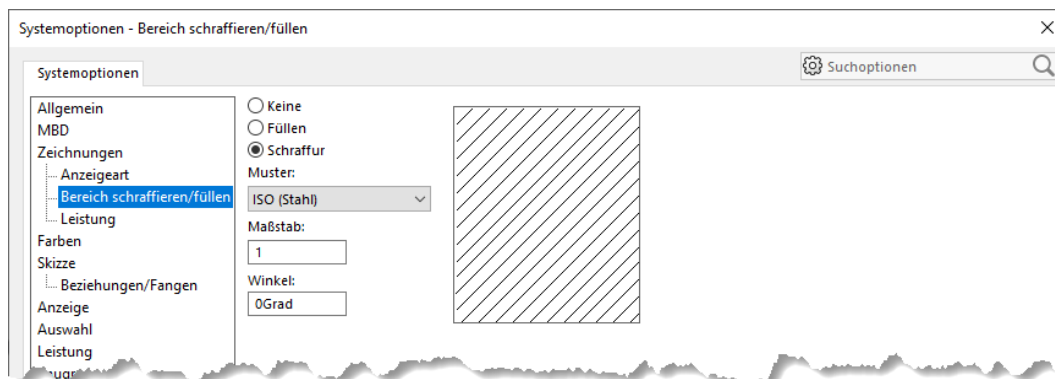 Systemoptionen - Bereich schraffieren/füllen
Systemoptionen
Suchoptionen
Allgemein
MBD
Zeichnungen
Anzeigeart
Bereich schraffieren/füllen
Leistung
Farben
Skizze
Beziehungen/Fangen
Anzeige
Auswahl
Leistung
Keine
Füllen
Schraffur
Muster:
ISO (Stahl)
Maßstab:
1
Winkel:
0Grad